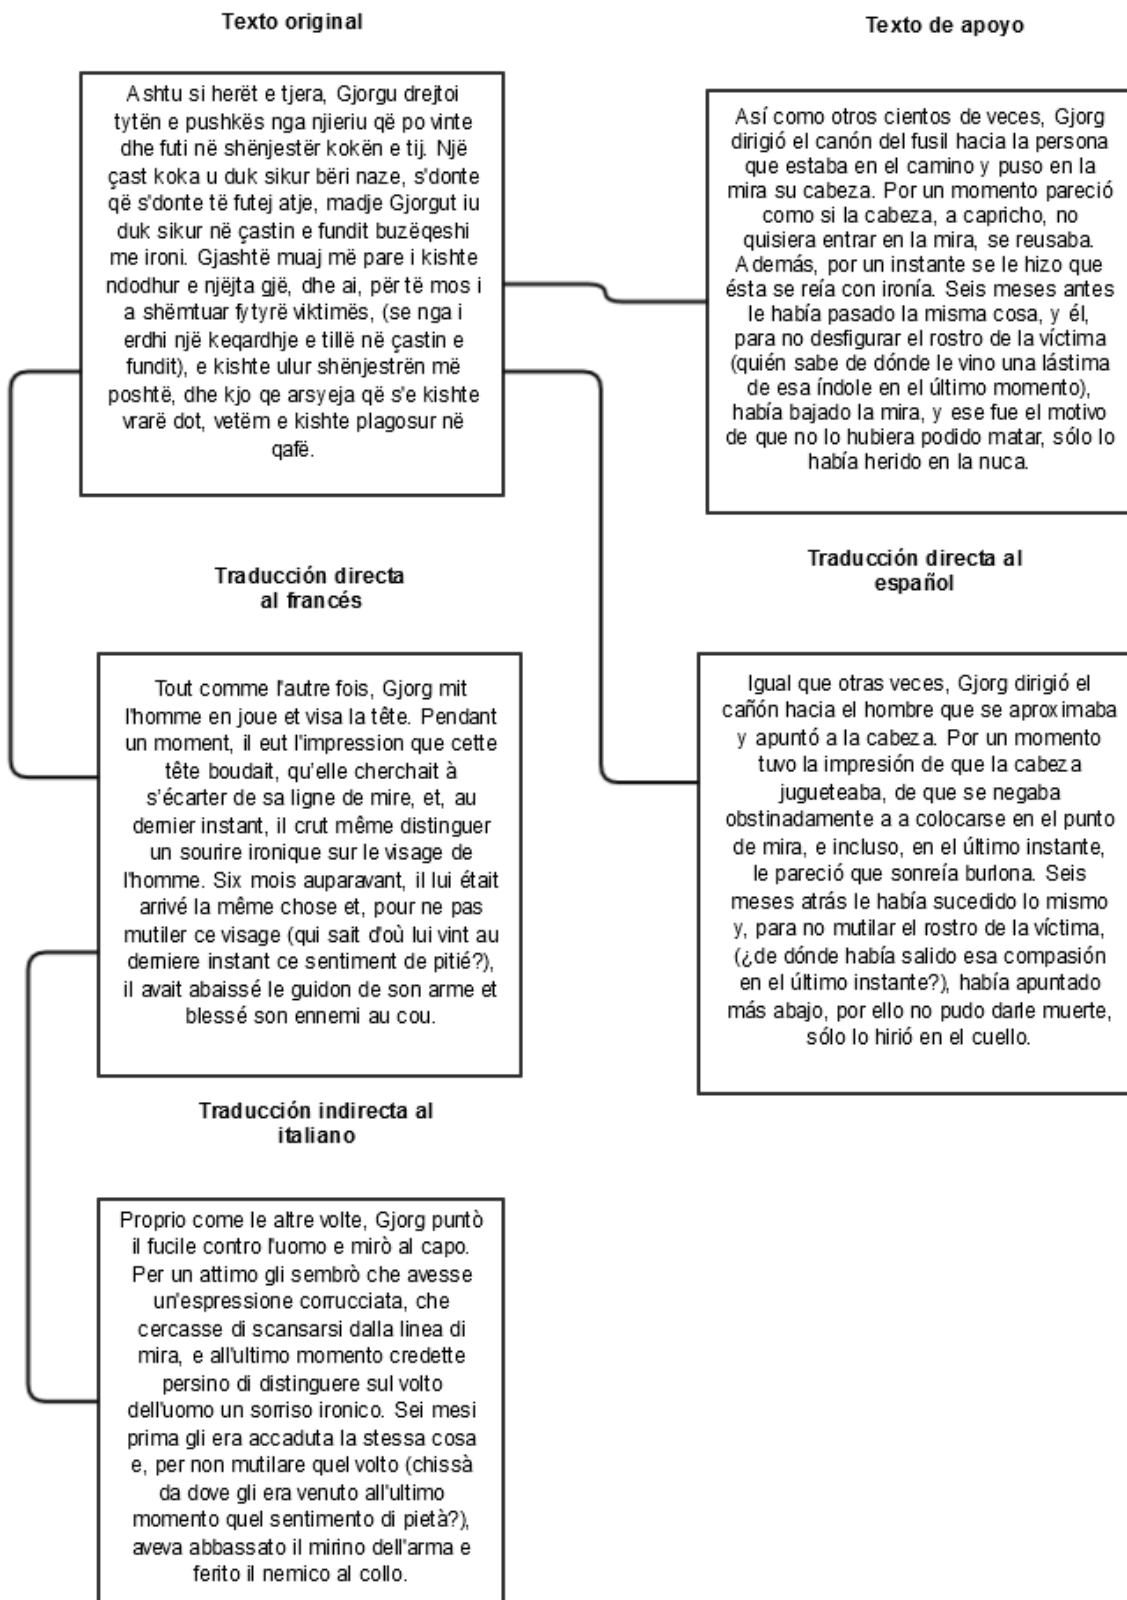 Texto original
Ashtu si herët e tjera, Gjorgu drejtoi
tytën e pushkës nga njieriu që po vinte
dhe futi në shënjestër kokën e tij. Një
çast koka u duk sikur bëri naze, s'donte
që s'donte të futej atje, madje Gjorgut iu
duk sikur në çastin e fundit buzëqeshi
me ironi. Gjashtë muaj më pare i kishte
ndodhur e njëjta gjë, dhe ai, për të mos i
a shëmtuar fytyrë viktimës, (se nga i
erdhi një keqardhje e tillë në çastin e
fundit), e kishte ulur shënjestrën më
poshtë, dhe kjo qe arsyeja që s'e kishte
vrarë dot, vetëm e kishte plagosur në
qafë.
Texto de apoyo
Así como otros cientos de veces, Gjorg
dirigió el canón del fusil hacia la persona
que estaba en el camino y puso en la
mira su cabeza. Por un momento pareció
como si la cabeza, a capricho, no
quisiera entrar en la mira, se reusaba.
Además, por un instante se le hizo que
ésta se reía con ironía. Seis meses antes
le había pasado la misma cosa, y él,
para no desfigurar el rostro de la víctima
(quién sabe de dónde le vino una lástima
de esa índole en el último momento),
había bajado la mira, y ese fue el motivo
de que no lo hubiera podido matar, sólo lo
había herido en la nuca.
Traducción directa
al francés
Tout comme l'autre fois, Gjorg mit
l'homme en joue et visa la tête. Pendant
un moment, il eut l'impression que cette
tête boudait, qu'elle cherchait à
s'écarter de sa ligne de mire, et, au
dernier instant, il crut même distinguer
un sourire ironique sur le visage de
l'homme. Six mois auparavant, il lui était
arrivé la même chose et, pour ne pas
mutiler ce visage (qui sait d'où lui vint au
derniere instant ce sentiment de pitié?),
il avait abaissé le guidon de son arme et
blessé son ennemi au cou.
Traducción directa al
español
Igual que otras veces, Gjorg dirigió el
cañón hacia el hombre que se aproximaba
y apuntó a la cabeza. Por un momento
tuvo la impresión de que la cabeza
jugueteaba, de que se negaba
obstinadamente a a colocarse en el punto
de mira, e incluso, en el último instante,
le pareció que sonreía burlona. Seis
meses atrás le había sucedido lo mismo
y, para no mutilar el rostro de la víctima,
(¿de dónde había salido esa compasión
en el último instante?), había apuntado
más abajo, por ello no pudo darle muerte,
sólo lo hirió en el cuello.
Traducción indirecta al
italiano
Proprio come le altre volte, Gjorg puntò
il fucile contro l'uomo e mirò al capo.
Per un attimo gli sembrò che avesse
un'espressione corrucciata, che
cercasse di scansarsi dalla linea di
mira, e all'ultimo momento credette
persino di distinguere sul volto
dell'uomo un sorriso ironico. Sei mesi
prima gli era accaduta la stessa cosa
e, per non mutilare quel volto (chissà
da dove gli era venuto all'ultimo
momento quel sentimento di pietà?),
aveva abbassato il mirino dell'arma e
ferito il nemico al collo.